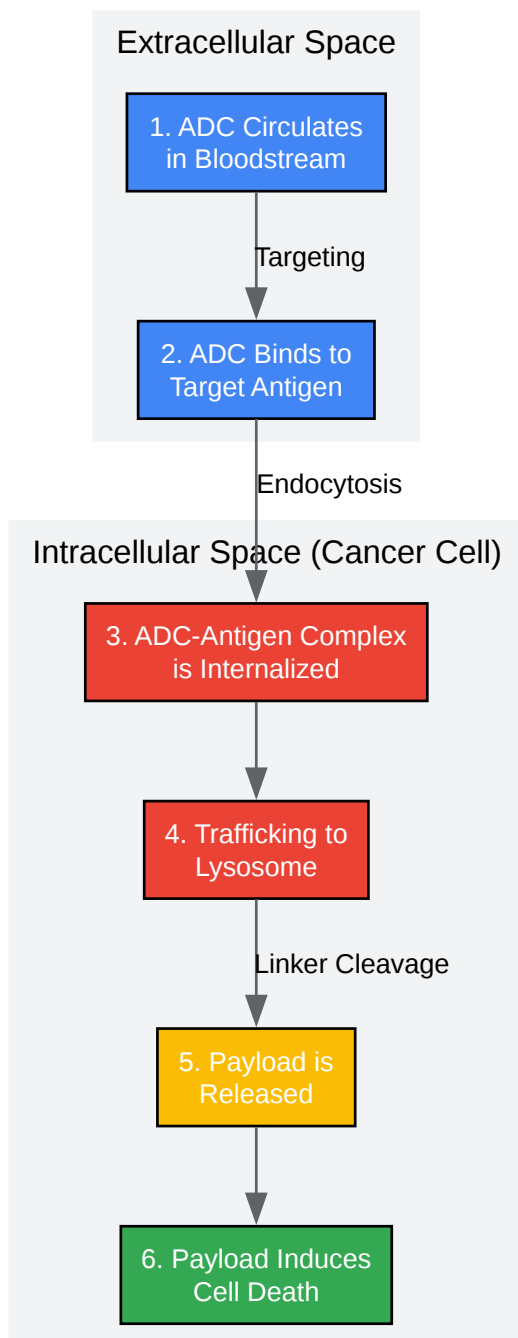 Extracellular Space
1. ADC Circulates
in Bloodstream
Targeting
2. ADC Binds to
Target Antigen
Endocytosis
Intracellular Space (Cancer Cell)
3. ADC-Antigen Complex
is Internalized
4. Trafficking to
Lysosome
Linker Cleavage
5. Payload is
Released
6. Payload Induces
Cell Death